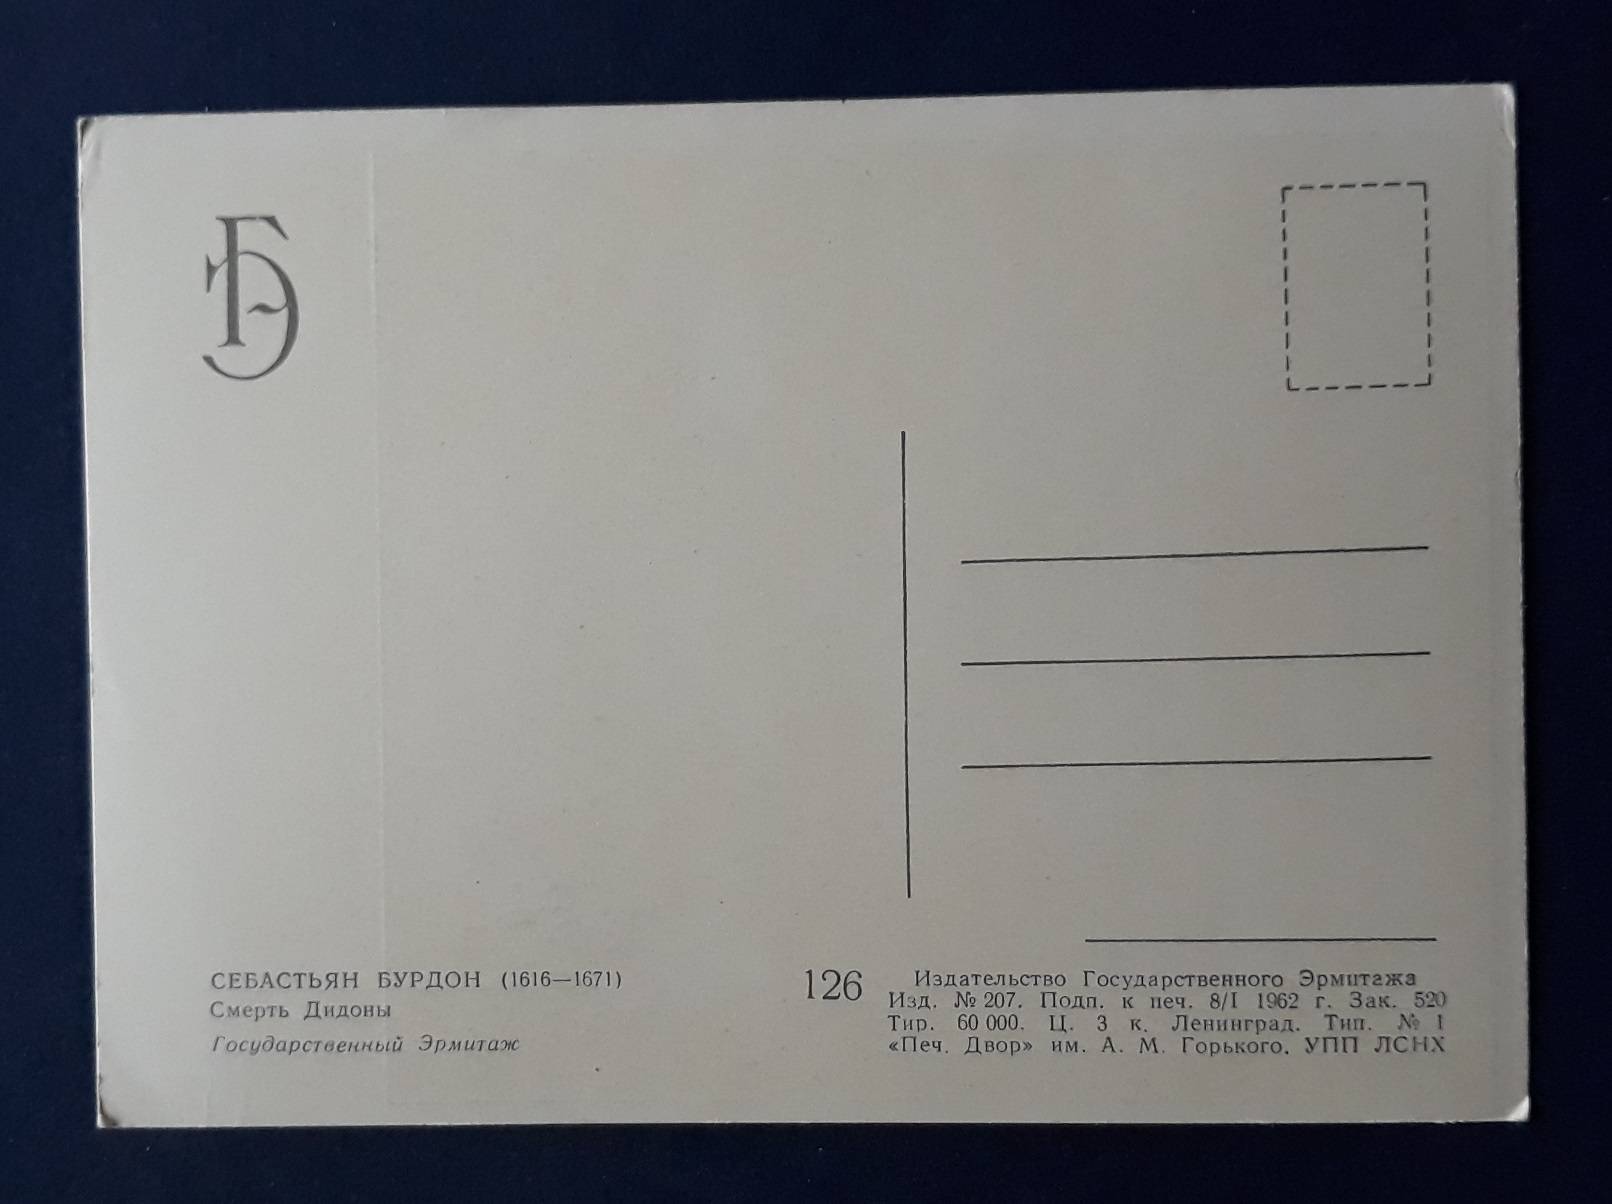 ГЭ
СЕБАСТЬЯН БУРДОН (1616—1671)
Смерть Дидоны
Государственный Эрмитаж
126
Издательство Государственного Эрмитажа
Изд. № 207. Подп. к печ. 8/I 1962 г. Зак. 520
Тир. 60 000. Ц. 3 к. Ленинград. Тип. № 1
«Печ. Двор» им. А. М. Горького. УПП ЛСНХ